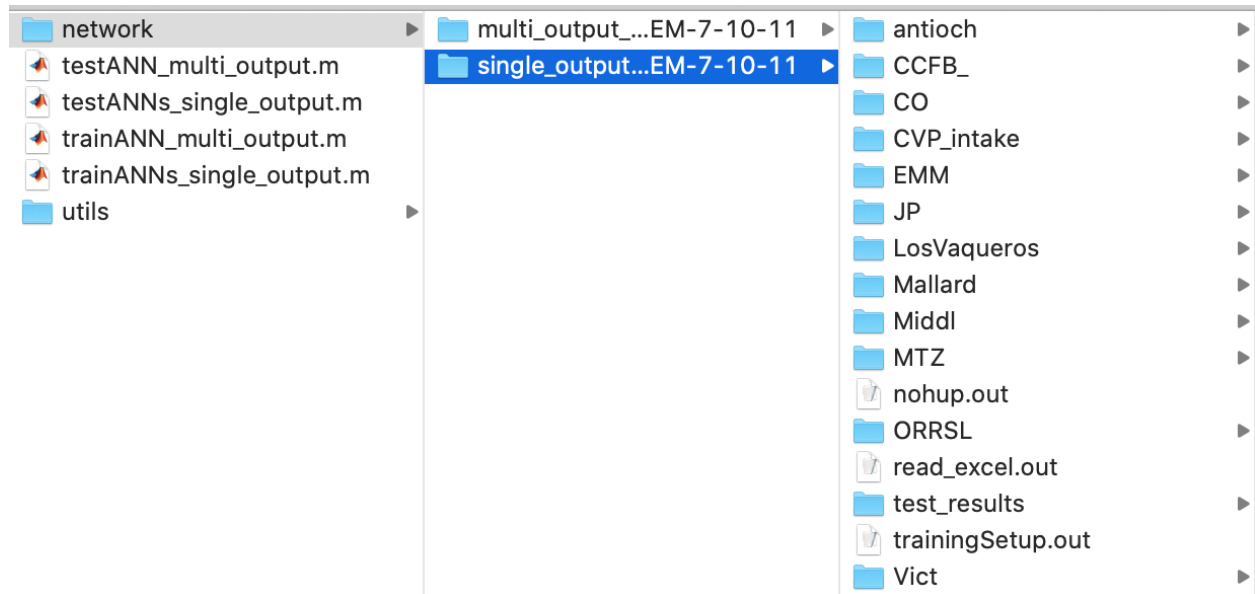 network
testANN_multi_output.m
testANNs_single_output.m
trainANN_multi_output.m
trainANNs_single_output.m
utils
multi_output_...EM-7-10-11
single_output...EM-7-10-11
antioch
CCFB_
CO
CVP_intake
EMM
JP
LosVaqueros
Mallard
Middl
MTZ
nohup.out
ORRSL
read_excel.out
test_results
trainingSetup.out
Vict